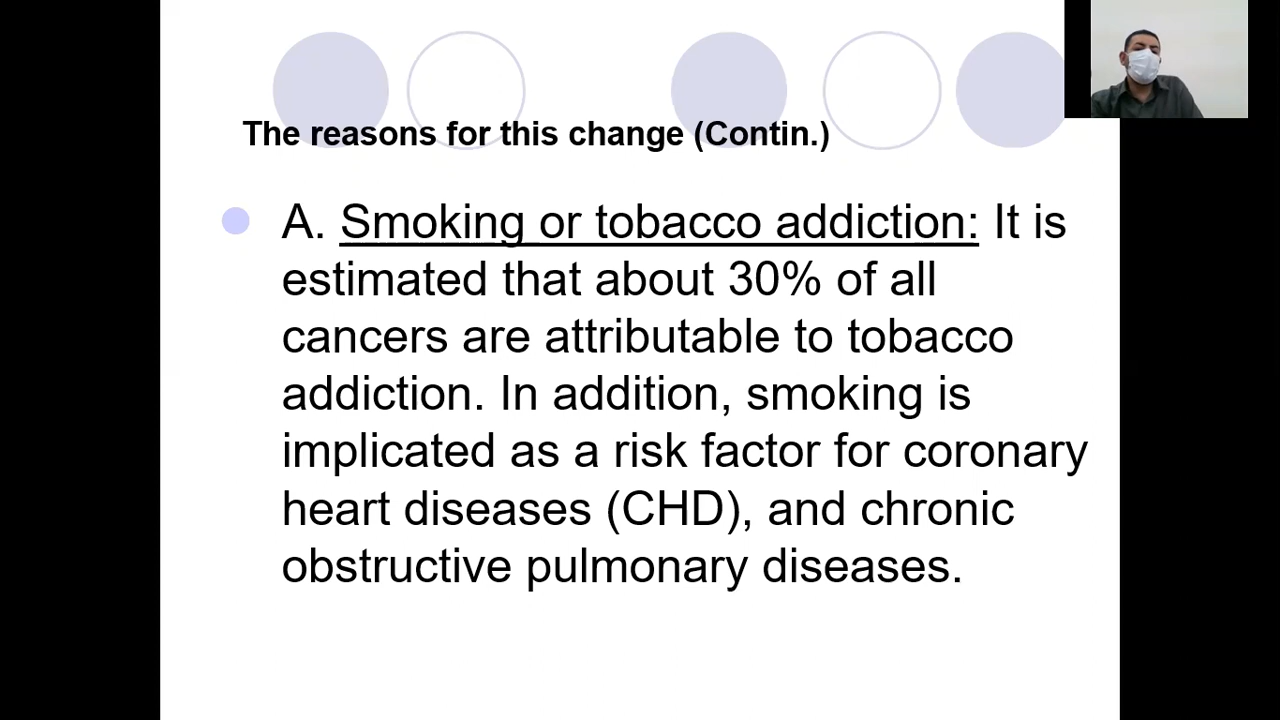 The reasons for this change (Contin.)
A. Smoking or tobacco addiction: It is
estimated that about 30% of all
cancers are attributable to tobacco
addiction. In addition, smoking is
implicated as a risk factor for coronary
heart diseases (CHD), and chronic
obstructive pulmonary diseases.